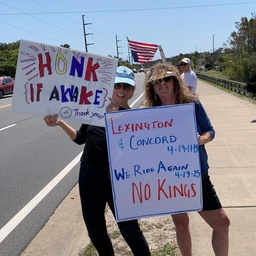 HONK
IF AWAKE
Thank you
LEXINGTON
& CONCORD
4-19-1775
WE RIDE AGAIN
4-19-25
NO KINGS